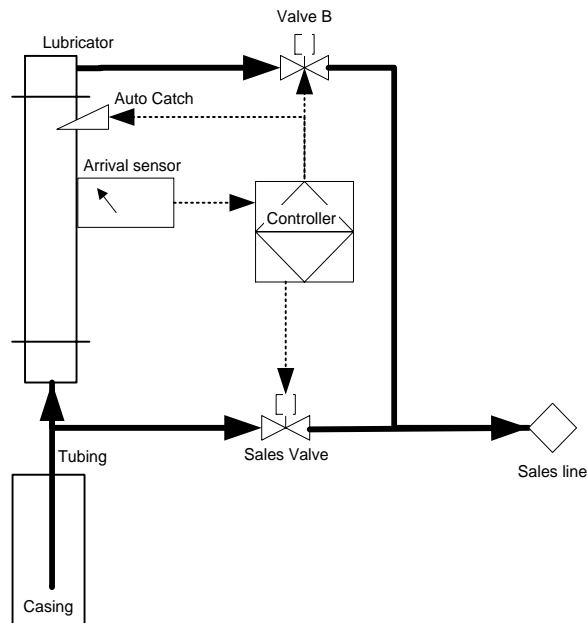 Valve B
Lubricator
Auto Catch
Arrival sensor
Controller
Tubing
Sales Valve
Sales line
Casing